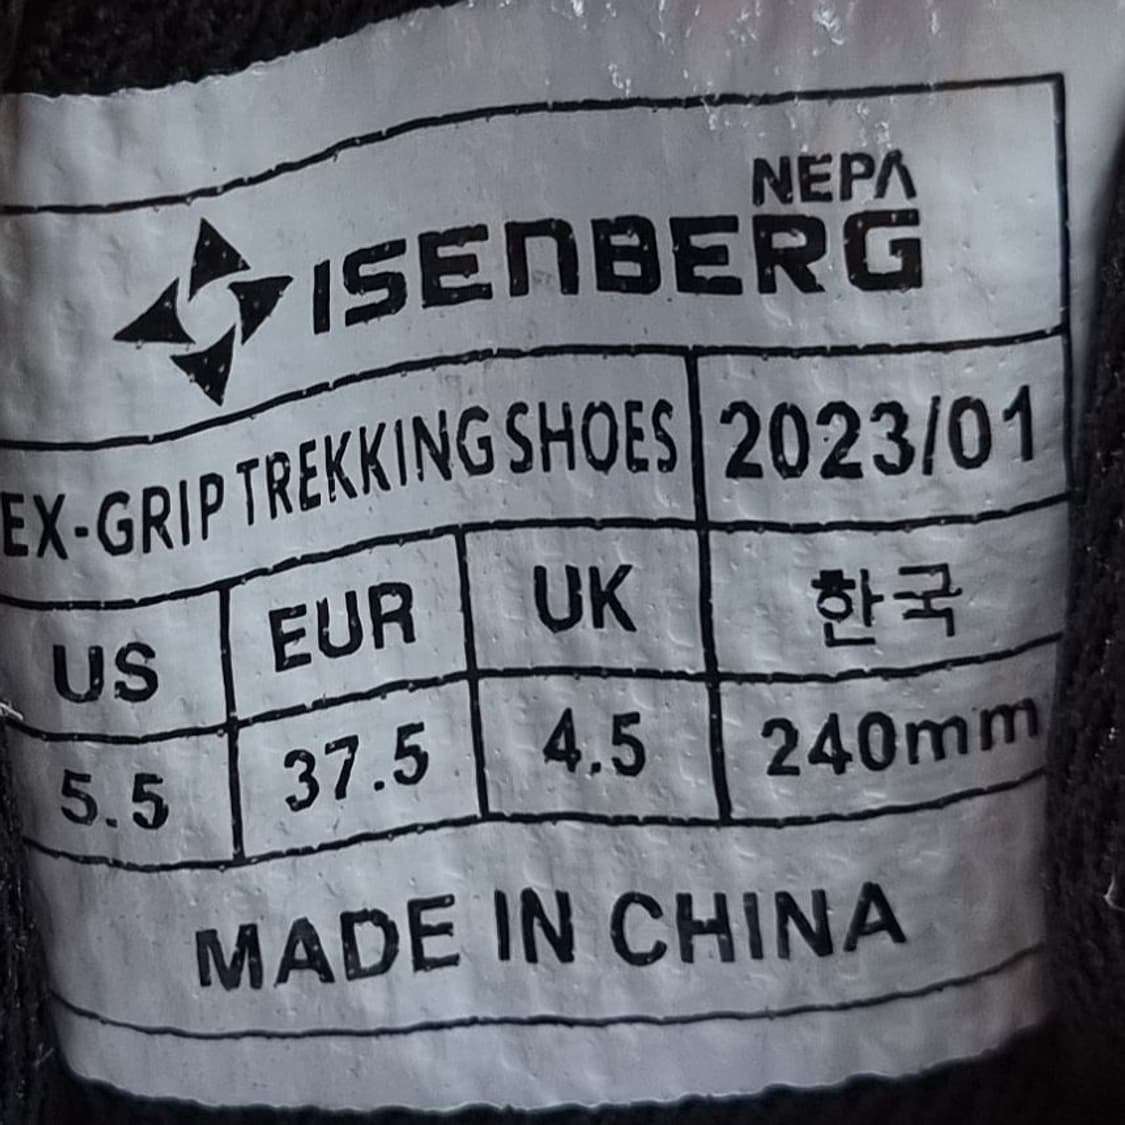 NEPA
ISENBERG
EX-GRIP TREKKING SHOES 2023/01
US EUR UK 한국
5.5 37.5 4.5 240mm
MADE IN CHINA